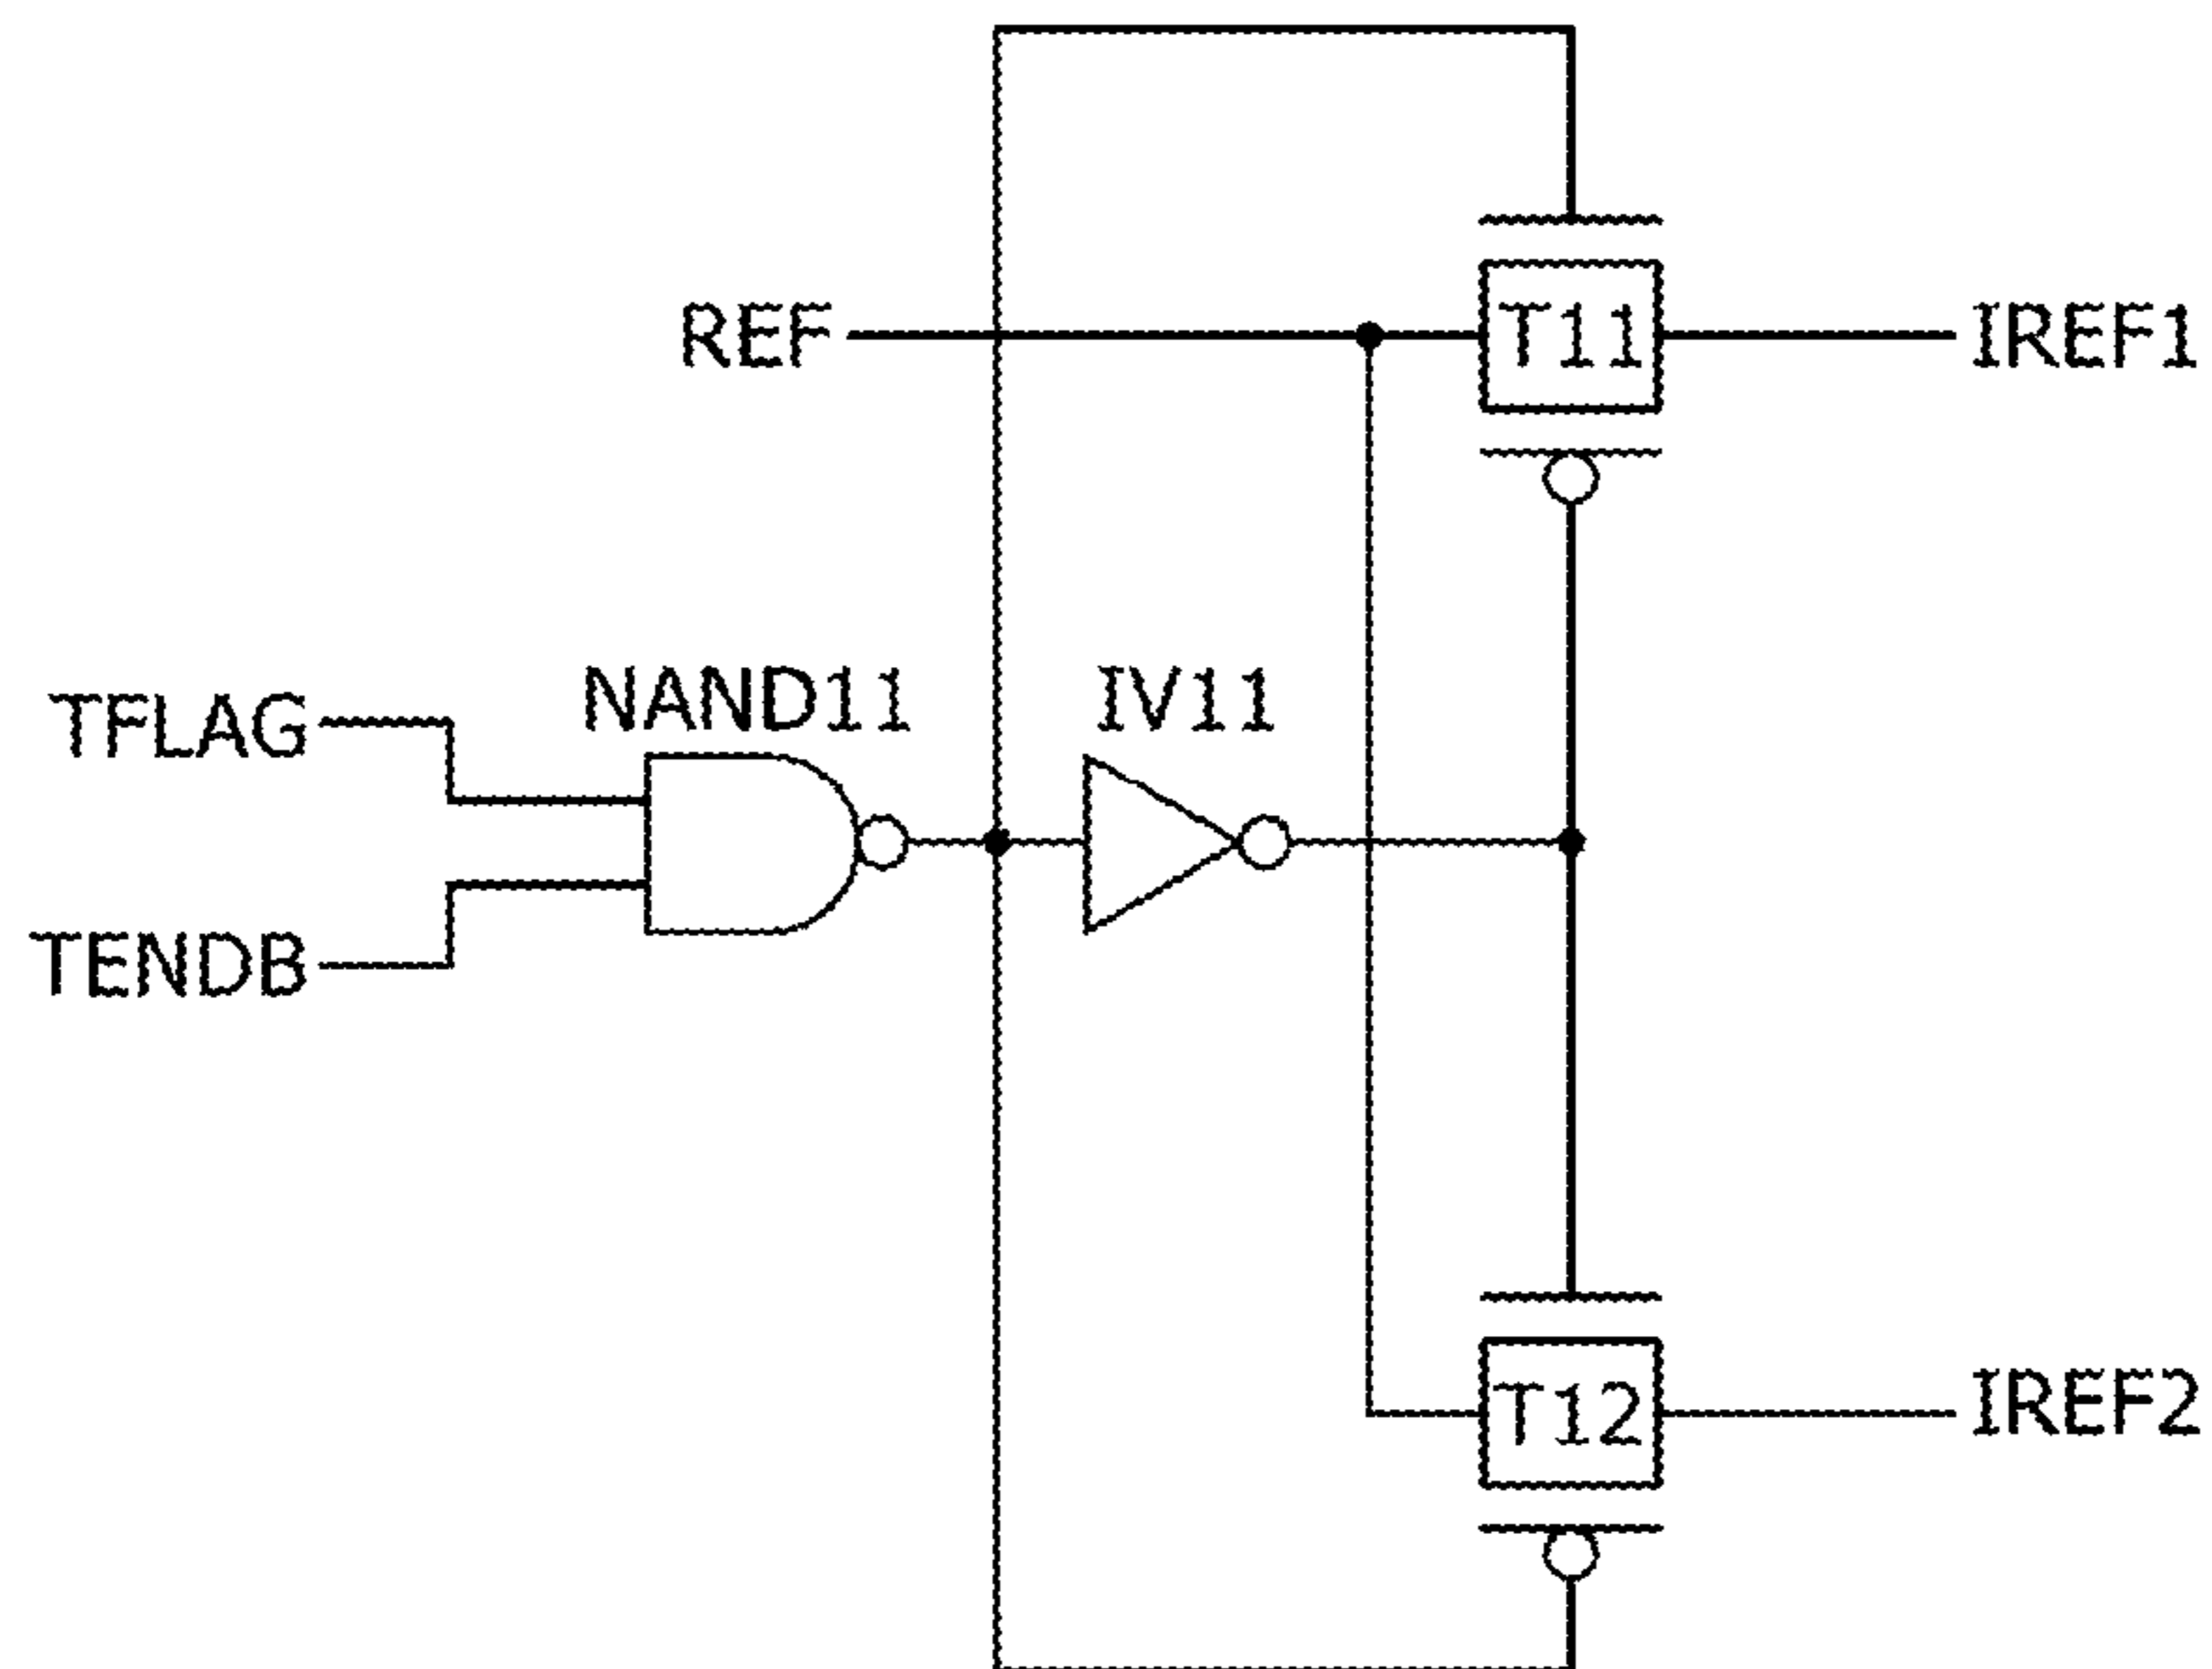 REF
T11
IREF1
TFLAG
NAND11
IV11
TENDB
T12
IREF2